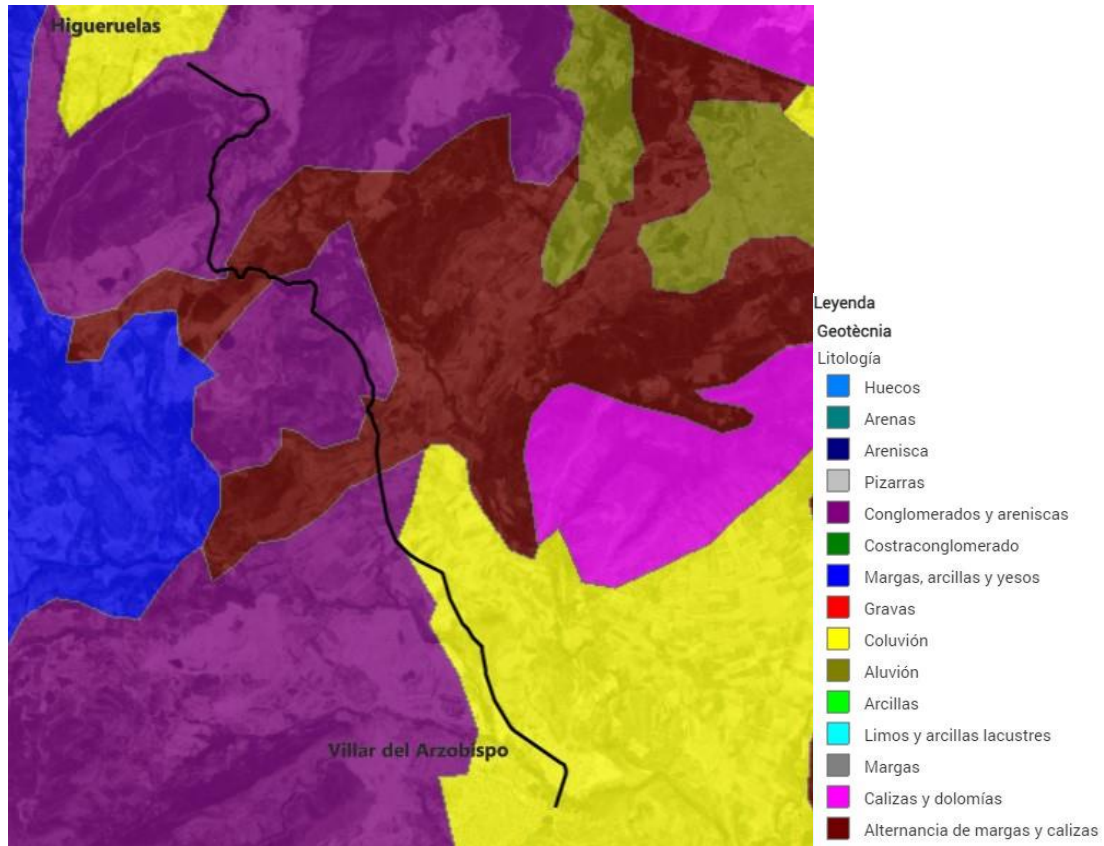 Higueruelas
Villar del Arzobispo
Leyenda
Geotècnia
Litología
Huecos
Arenas
Arenisca
Pizarras
Conglomerados y areniscas
Costraconglomerado
Margas, arcillas y yesos
Gravas
Coluvión
Aluvión
Arcillas
Limos y arcillas lacustres
Margas
Calizas y dolomías
Alternancia de margas y calizas